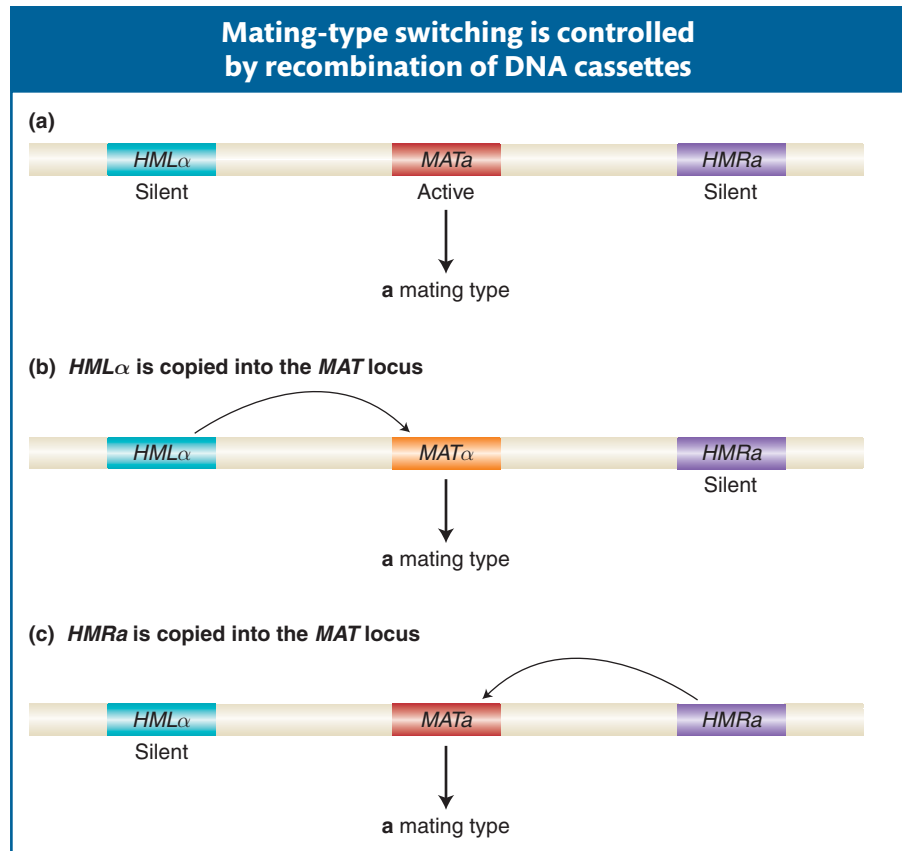 Mating-type switching is controlled
by recombination of DNA cassettes
(a)
HMLα MATa HMRa
Silent Active Silent
a mating type
(b) HMLα is copied into the MAT locus
HMLα MATα HMRa
Silent
a mating type
(c) HMRa is copied into the MAT locus
HMLα MATa HMRa
Silent
a mating type